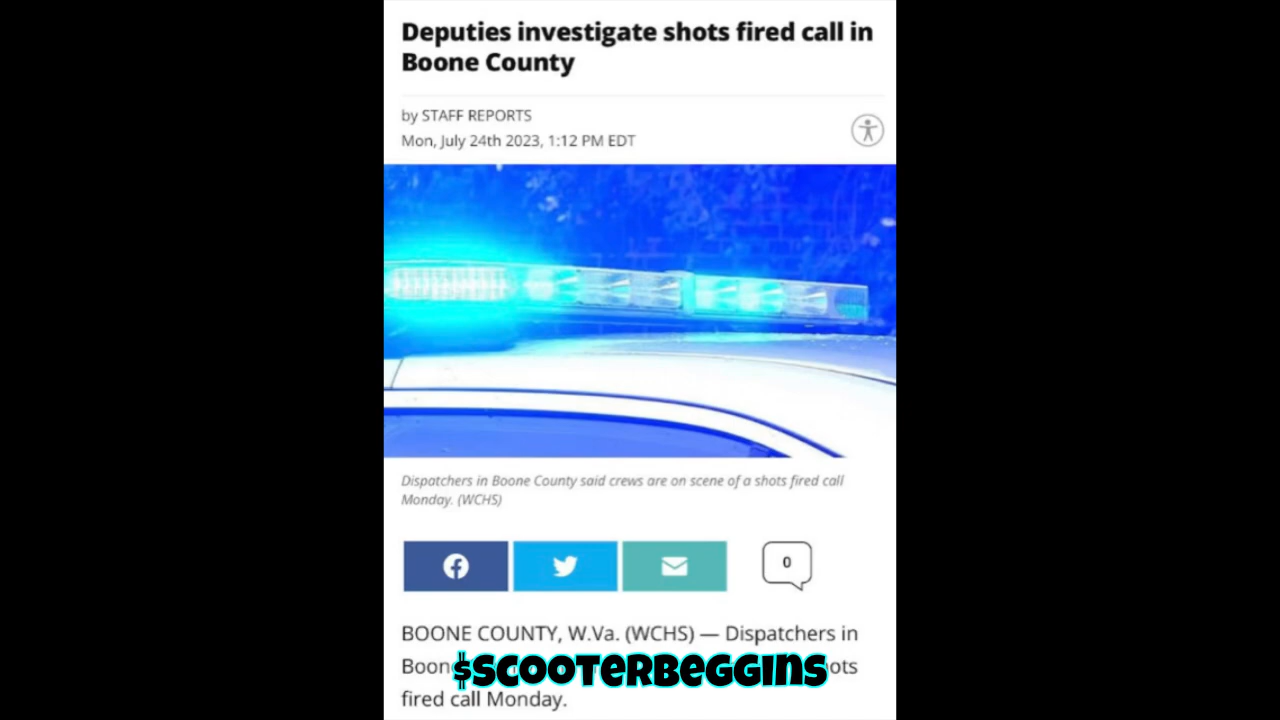 Deputies investigate shots fired call in
Boone County
by STAFF REPORTS
Mon, July 24th 2023, 1:12 PM EDT
Dispatchers in Boone County said crews are on scene of a shots fired call
Monday. (WCHS)
0
BOONE COUNTY, W.Va. (WCHS) — Dispatchers in
$SCOOTERBEGGINS
fired call Monday.